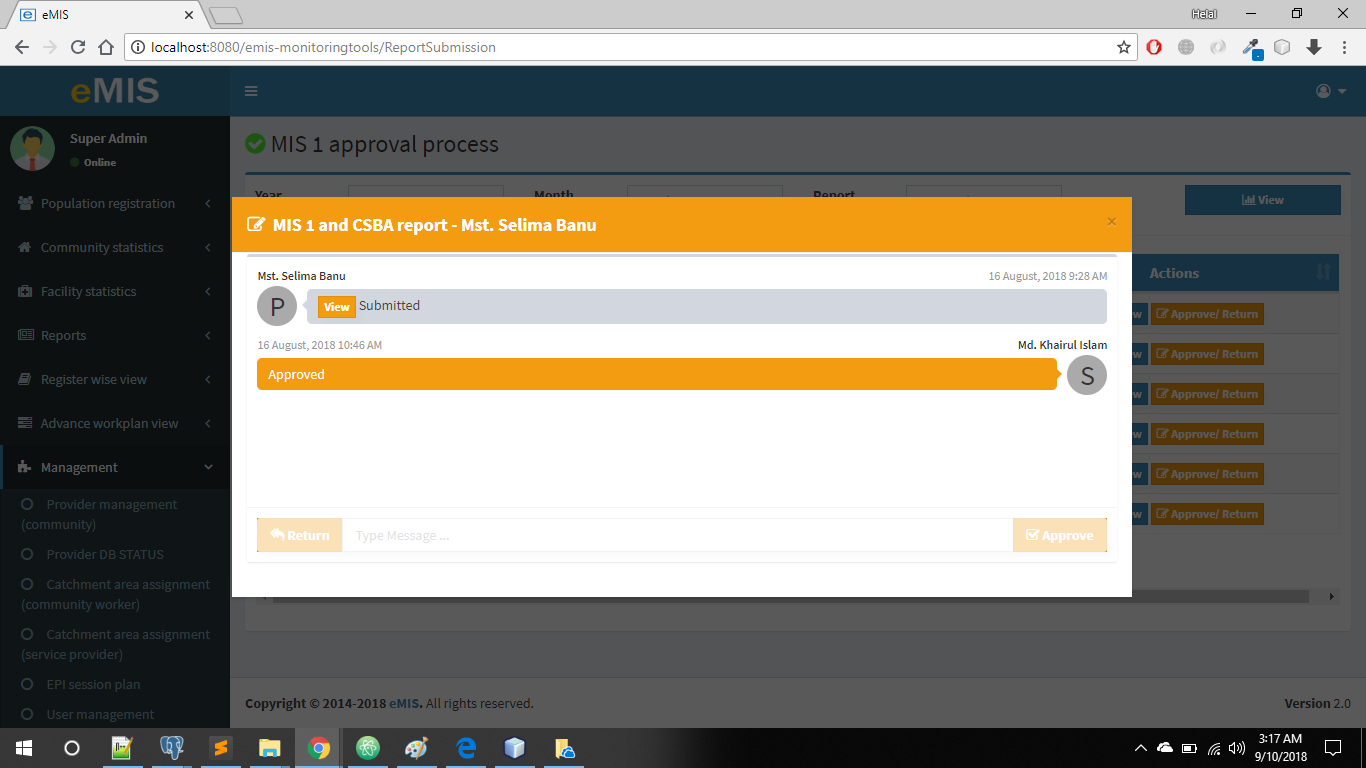 eMIS
Helal
localhost:8080/emis-monitoringtools/ReportSubmission
eMIS
Super Admin
Online
MIS 1 approval process
Population registration
Year
Month
Report
View
MIS 1 and CSBA report - Mst. Selima Banu
×
Community statistics
Mst. Selima Banu
16 August, 2018 9:28 AM
Actions
Facility statistics
P
View Submitted
Approve/ Return
Reports
16 August, 2018 10:46 AM
Md. Khairul Islam
Approve/ Return
Register wise view
Approved
S
Approve/ Return
Advance workplan view
Approve/ Return
Management
Approve/ Return
Provider management
(community)
Approve/ Return
Return
Type Message ...
Approve
Provider DB STATUS
Catchment area assignment
(community worker)
Catchment area assignment
(service provider)
EPI session plan
User management
Copyright © 2014-2018 eMIS. All rights reserved.
Version 2.0
3:17 AM
9/10/2018